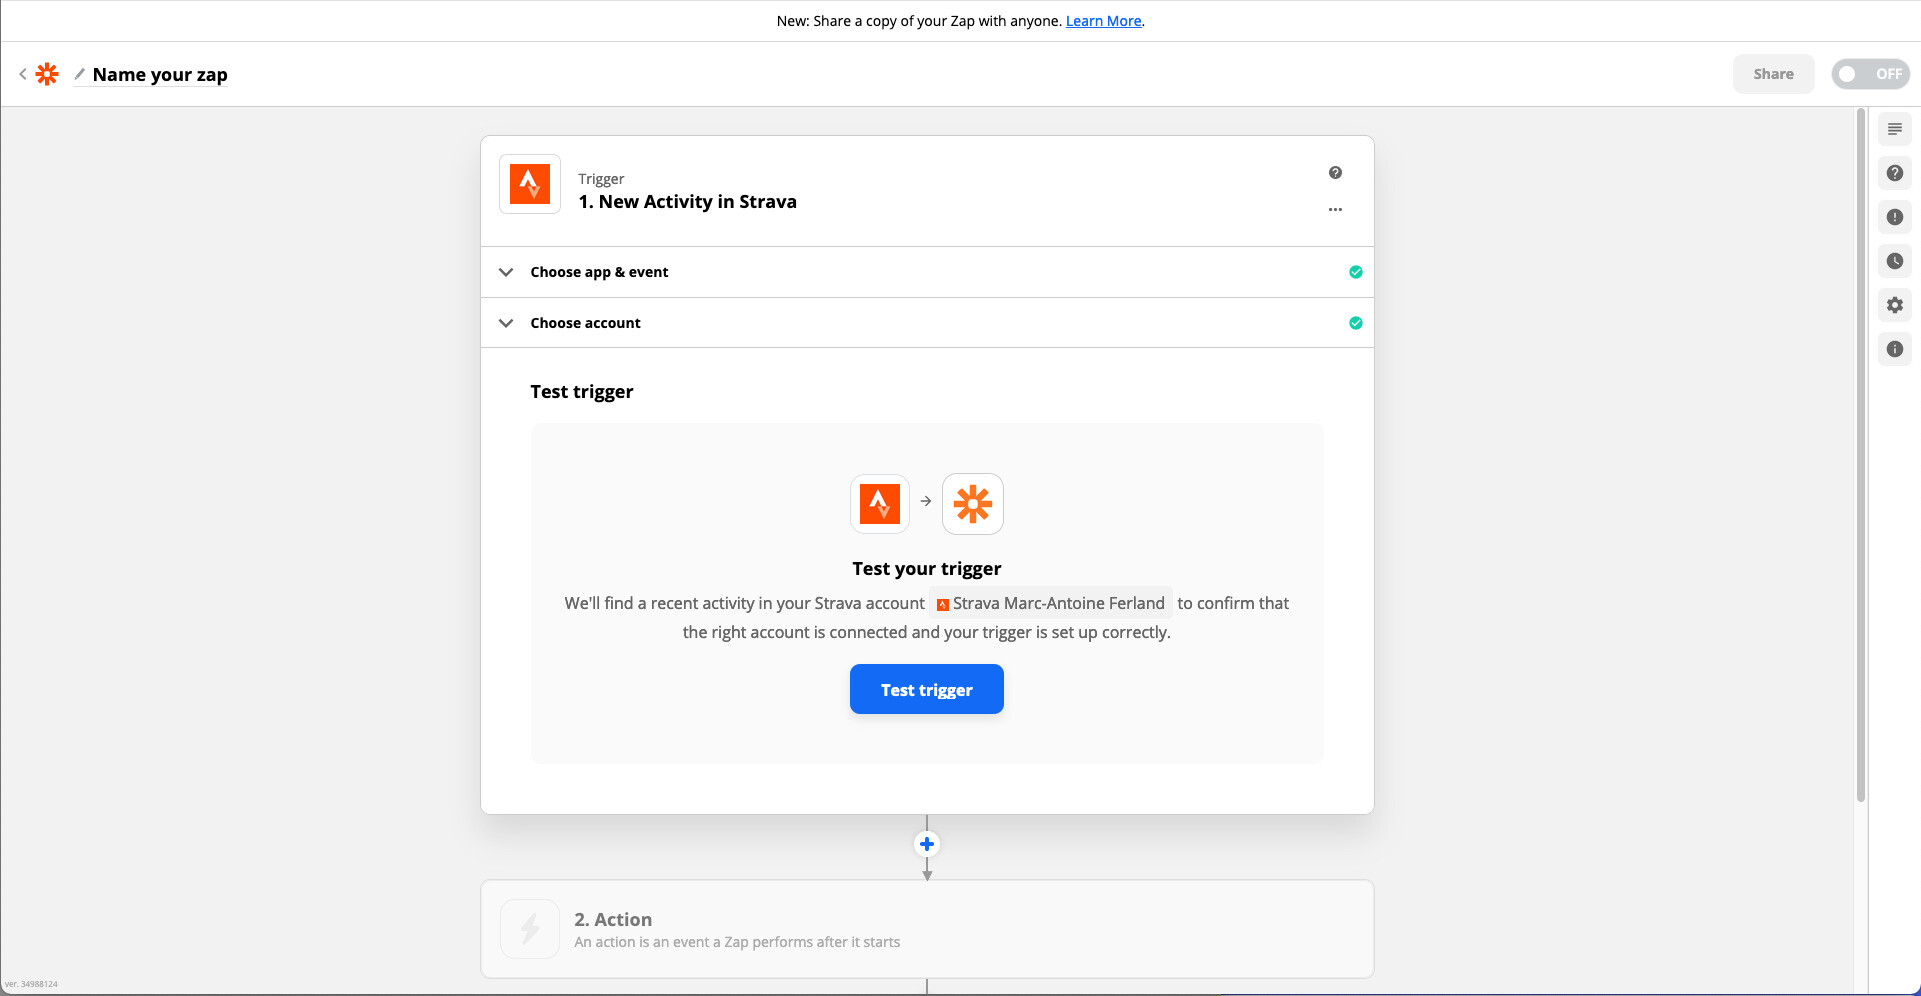 New: Share a copy of your Zap with anyone. Learn More.
Name your zap
Share
OFF
Trigger
1. New Activity in Strava
Choose app & event
Choose account
Test trigger
Test your trigger
We'll find a recent activity in your Strava account Strava Marc-Antoine Ferland to confirm that
the right account is connected and your trigger is set up correctly.
Test trigger
2. Action
An action is an event a Zap performs after it starts
ver. 34988124